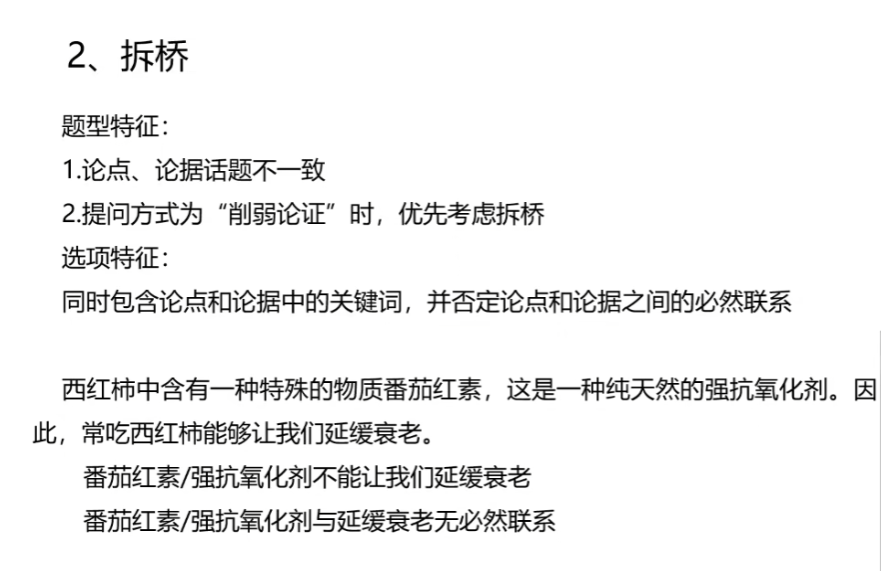 2、拆桥
题型特征：
1.论点、论据话题不一致
2.提问方式为“削弱论证”时，优先考虑拆桥
选项特征：
同时包含论点和论据中的关键词，并否定论点和论据之间的必然联系
西红柿中含有一种特殊的物质番茄红素，这是一种纯天然的强抗氧化剂。因
此，常吃西红柿能够让我们延缓衰老。
番茄红素/强抗氧化剂不能让我们延缓衰老
番茄红素/强抗氧化剂与延缓衰老无必然联系